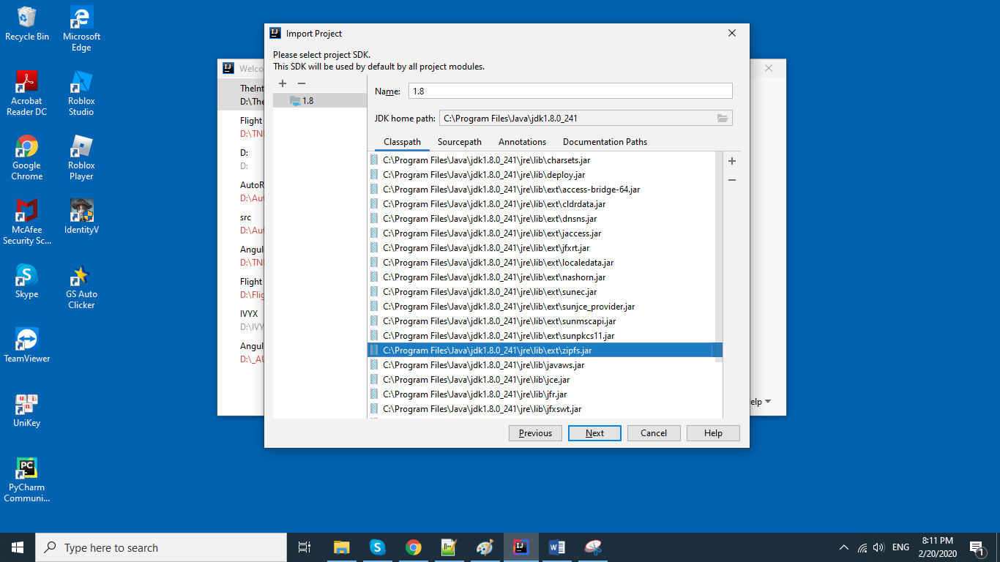 Recycle Bin
Microsoft
Edge
Acrobat
Reader DC
Roblox
Studio
Google
Chrome
Roblox
Player
McAfee
Security Sc...
IdentityV
Skype
GS Auto
Clicker
TeamViewer
UniKey
PyCharm
Communi...
Welco
TheInt
D:\The
Flight
D:\TN
D:
D:
AutoR
D:\Aut
src
D:\Aut
Angul
D:\TN
Flight
D:\Flig
IVYX
D:\IVY
Angul
D:\_AU
elp
Import Project
Please select project SDK.
This SDK will be used by default by all project modules.
1.8
Name: 1.8
JDK home path: C:\Program Files\Java\jdk1.8.0_241
Classpath Sourcepath Annotations Documentation Paths
C:\Program Files\Java\jdk1.8.0_241\jre\lib\charsets.jar
C:\Program Files\Java\jdk1.8.0_241\jre\lib\deploy.jar
C:\Program Files\Java\jdk1.8.0_241\jre\lib\ext\access-bridge-64.jar
C:\Program Files\Java\jdk1.8.0_241\jre\lib\ext\cldrdata.jar
C:\Program Files\Java\jdk1.8.0_241\jre\lib\ext\dnsns.jar
C:\Program Files\Java\jdk1.8.0_241\jre\lib\ext\jaccess.jar
C:\Program Files\Java\jdk1.8.0_241\jre\lib\ext\jfxrt.jar
C:\Program Files\Java\jdk1.8.0_241\jre\lib\ext\localedata.jar
C:\Program Files\Java\jdk1.8.0_241\jre\lib\ext\nashorn.jar
C:\Program Files\Java\jdk1.8.0_241\jre\lib\ext\sunec.jar
C:\Program Files\Java\jdk1.8.0_241\jre\lib\ext\sunjce_provider.jar
C:\Program Files\Java\jdk1.8.0_241\jre\lib\ext\sunmscapi.jar
C:\Program Files\Java\jdk1.8.0_241\jre\lib\ext\sunpkcs11.jar
C:\Program Files\Java\jdk1.8.0_241\jre\lib\ext\zipfs.jar
C:\Program Files\Java\jdk1.8.0_241\jre\lib\javaws.jar
C:\Program Files\Java\jdk1.8.0_241\jre\lib\jce.jar
C:\Program Files\Java\jdk1.8.0_241\jre\lib\jfr.jar
C:\Program Files\Java\jdk1.8.0_241\jre\lib\jfxswt.jar
Previous Next Cancel Help
Type here to search
ENG
8:11 PM
2/20/2020
1